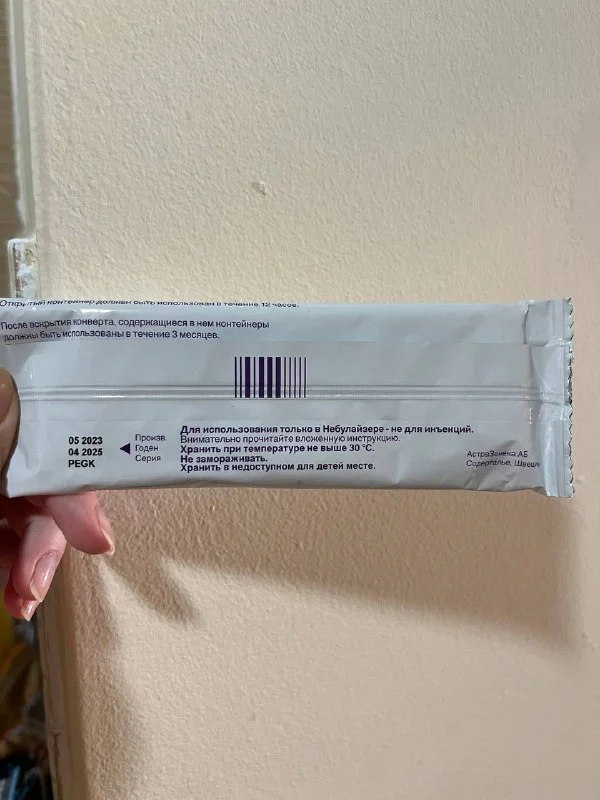 Открытый контейнер должен быть использован в течение 12 часов.
После вскрытия конверта, содержащиеся в нем контейнеры
должны быть использованы в течение 3 месяцев.
05 2023 Произв.
04 2025 Годен
PEGK Серия
Для использования только в Небулайзере - не для инъекций.
Внимательно прочитайте вложенную инструкцию.
Хранить при температуре не выше 30 °C.
Не замораживать.
Хранить в недоступном для детей месте.
АстраЗенека АБ
Содерталье, Швеция